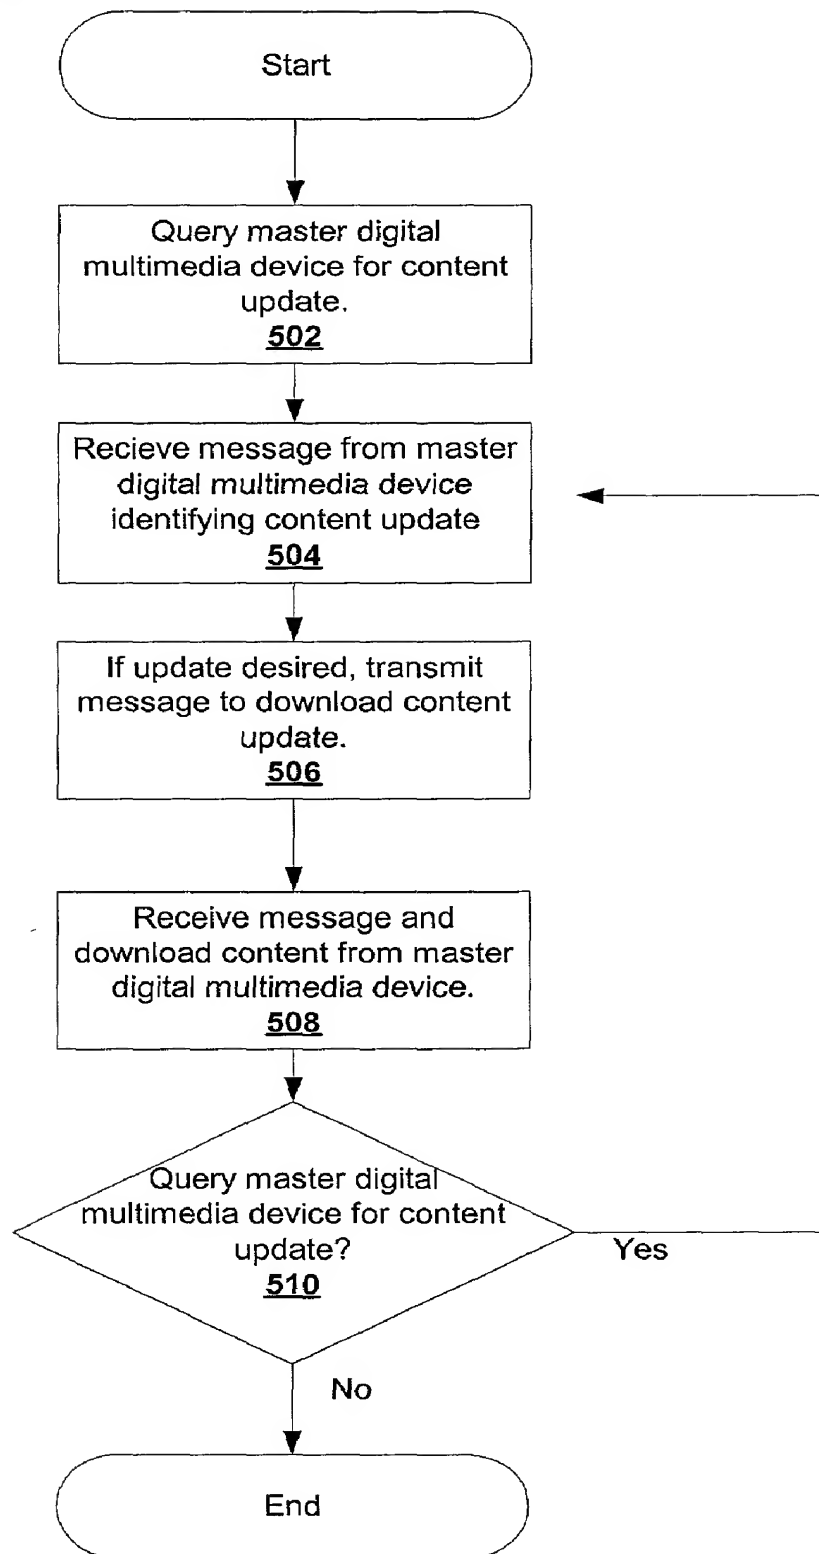 Start
Query master digital
multimedia device for content
update.
502
Recieve message from master
digital multimedia device
identifying content update
504
If update desired, transmit
message to download content
update.
506
Receive message and
download content from master
digital multimedia device.
508
Query master digital
multimedia device for content
update?
510
Yes
No
End